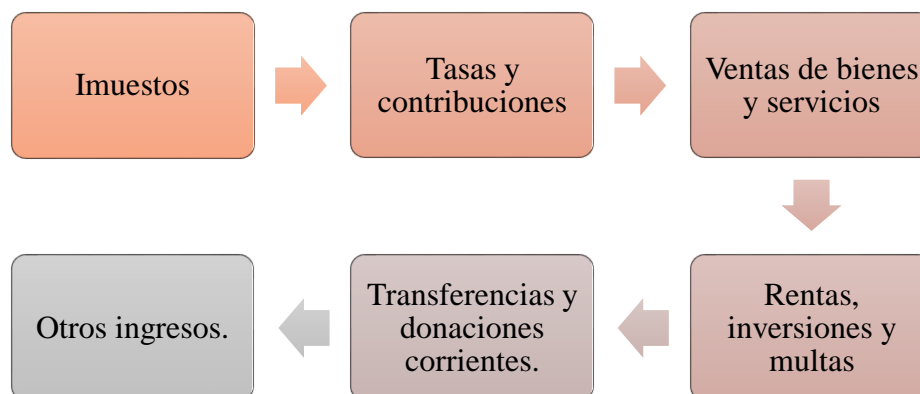 Imuestos
Tasas y
contribuciones
Ventas de bienes
y servicios
Rentas,
inversiones y
multas
Transferencias y
donaciones
corrientes.
Otros ingresos.